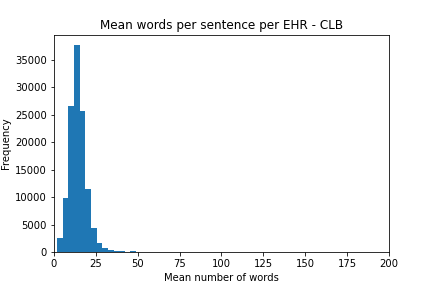 Mean words per sentence per EHR - CLB
Frequency
35000
30000
25000
20000
15000
10000
5000
0
0 25 50 75 100 125 150 175 200
Mean number of words